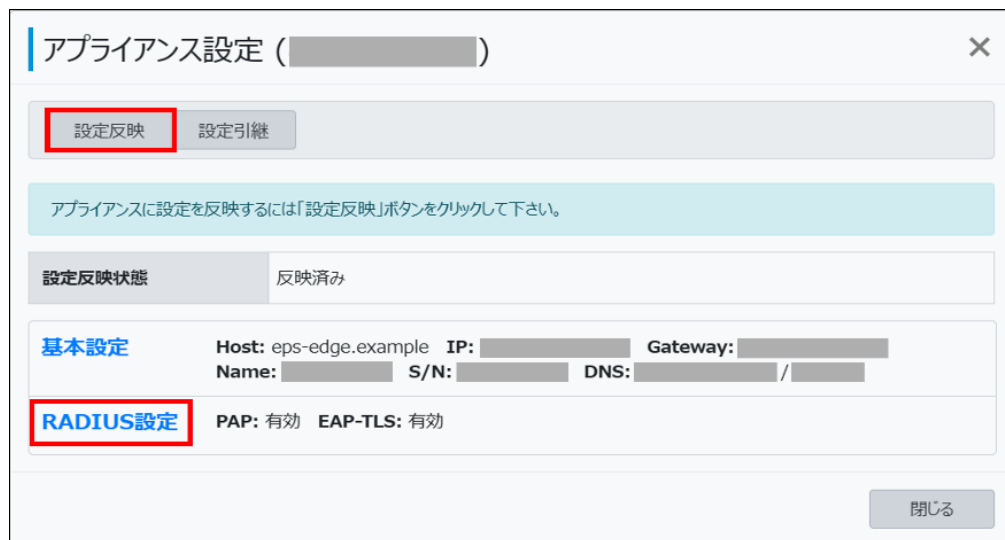 アプライアンス設定 ( )
設定反映 設定引継
アプライアンスに設定を反映するには「設定反映」ボタンをクリックして下さい。
設定反映状態 反映済み
基本設定 Host: eps-edge.example IP: Gateway:
Name: S/N: DNS: /
RADIUS設定 PAP: 有効 EAP-TLS: 有効
閉じる